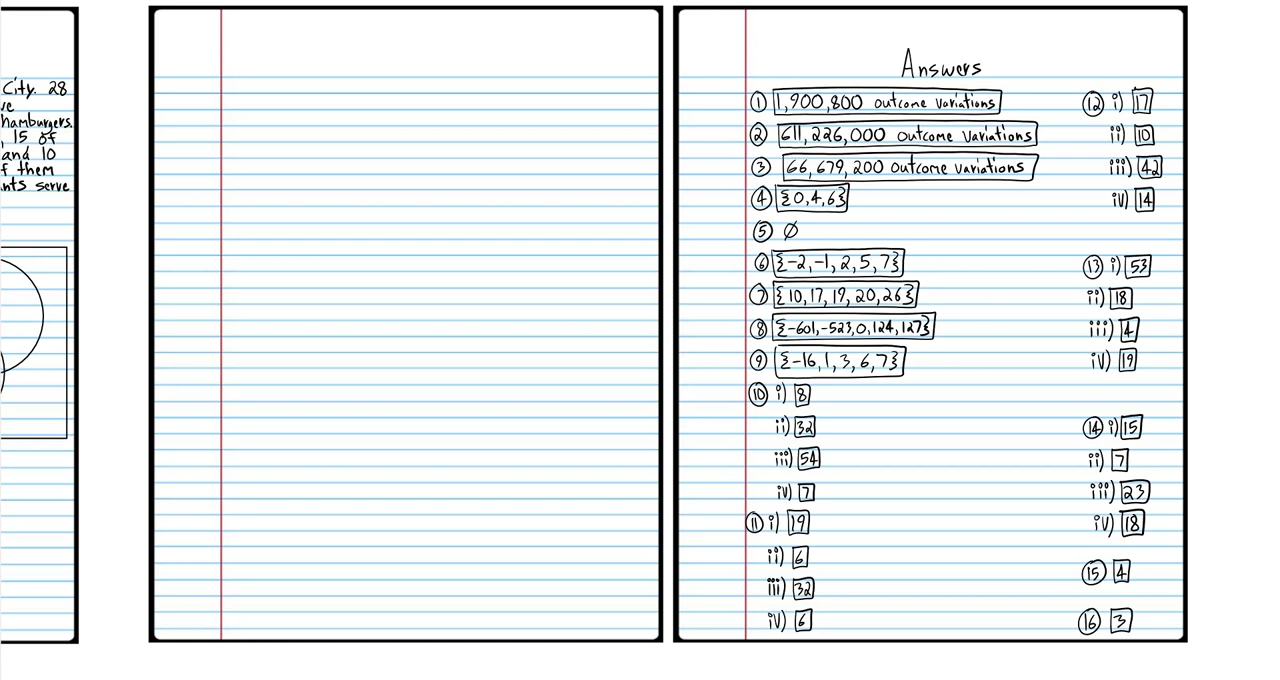 City. 28
ve
hamburgers.
, 15 of
and 10
f them
nts serve
Answers
① 1,900,800 outcome variations
② 611,226,000 outcome variations
③ 66,679,200 outcome variations
④ {0,4,6}
⑤ ∅
⑥ {-2,-1,2,5,7}
⑦ {10,17,19,20,26}
⑧ {-601,-523,0,124,127}
⑨ {-16,1,3,6,7}
⑩ i) 8
ii) 32
iii) 54
iv) 7
⑪ i) 19
ii) 6
iii) 32
iv) 6
⑫ i) 17
ii) 10
iii) 42
iv) 14
⑬ i) 53
ii) 18
iii) 4
iv) 19
⑭ i) 15
ii) 7
iii) 23
iv) 18
⑮ 4
⑯ 3